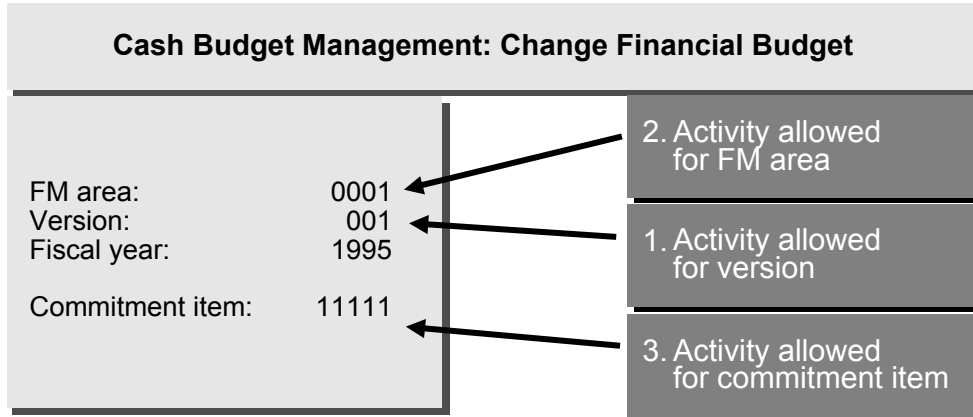 Cash Budget Management: Change Financial Budget
FM area: 0001
Version: 001
Fiscal year: 1995
Commitment item: 11111
2. Activity allowed
for FM area
1. Activity allowed
for version
3. Activity allowed
for commitment item